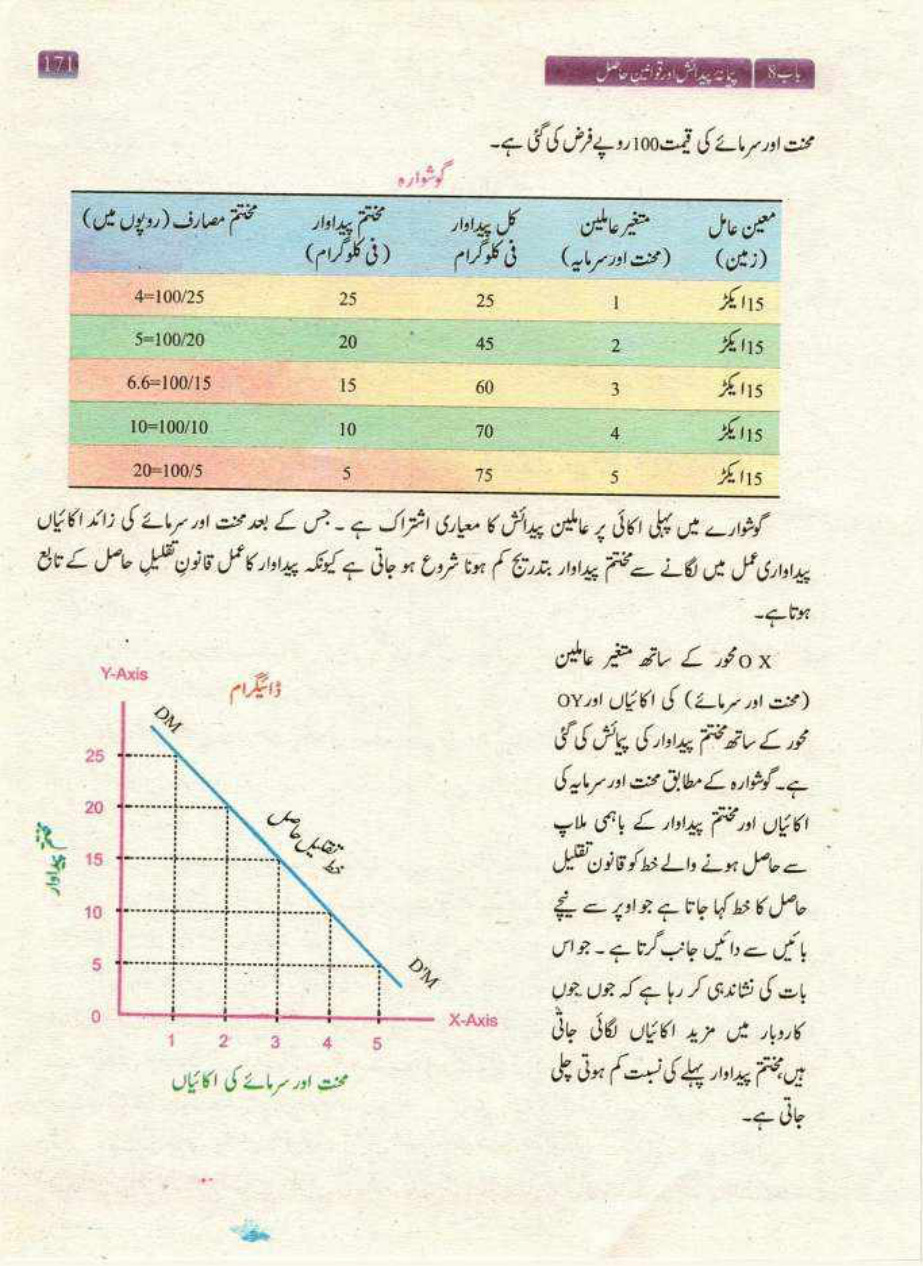 171
باب 8 پیمانۂ پیدائش اور قوانین حاصل
محنت اور سرمائے کی قیمت 100 روپے فرض کی گئی ہے۔
گوشوارہ
معین عامل (زمین) متغیر عاملین (محنت اور سرمایہ) کل پیداوار فی کلوگرام مختتم پیداوار (فی کلوگرام) مختتم مصارف (روپوں میں)
15 ایکڑ 1 25 25 4=100/25
15 ایکڑ 2 45 20 5=100/20
15 ایکڑ 3 60 15 6.6=100/15
15 ایکڑ 4 70 10 10=100/10
15 ایکڑ 5 75 5 20=100/5
گوشوارے میں پہلی اکائی پر عاملین پیدائش کا معیاری اشتراک ہے ۔ جس کے بعد محنت اور سرمائے کی زائد اکائیاں
پیداواری عمل میں لگانے سے مختتم پیداوار بتدریج کم ہونا شروع ہو جاتی ہے کیونکہ پیداوار کا عمل قانونِ تقلیلِ حاصل کے تابع
ہوتا ہے۔
OX محور کے ساتھ متغیر عاملین
(محنت اور سرمائے) کی اکائیاں اور OY
محور کے ساتھ مختتم پیداوار کی پیمائش کی گئی
ہے۔ گوشوارہ کے مطابق محنت اور سرمایہ کی
اکائیاں اور مختتم پیداوار کے باہمی ملاپ
سے حاصل ہونے والے خط کو قانون تقلیل
حاصل کا خط کہا جاتا ہے جو اوپر سے نیچے
بائیں سے دائیں جانب گرتا ہے ۔ جو اس
بات کی نشاندہی کر رہا ہے کہ جوں جوں
کاروبار میں مزید اکائیاں لگائی جاتی
ہیں، مختتم پیداوار پہلے کی نسبت کم ہوتی چلی
جاتی ہے۔
Y-Axis
ڈائیگرام
DM
25
20
15
10
5
0
خط تقلیل حاصل
مختتم پیداوار
D'M
X-Axis
1 2 3 4 5
محنت اور سرمائے کی اکائیاں